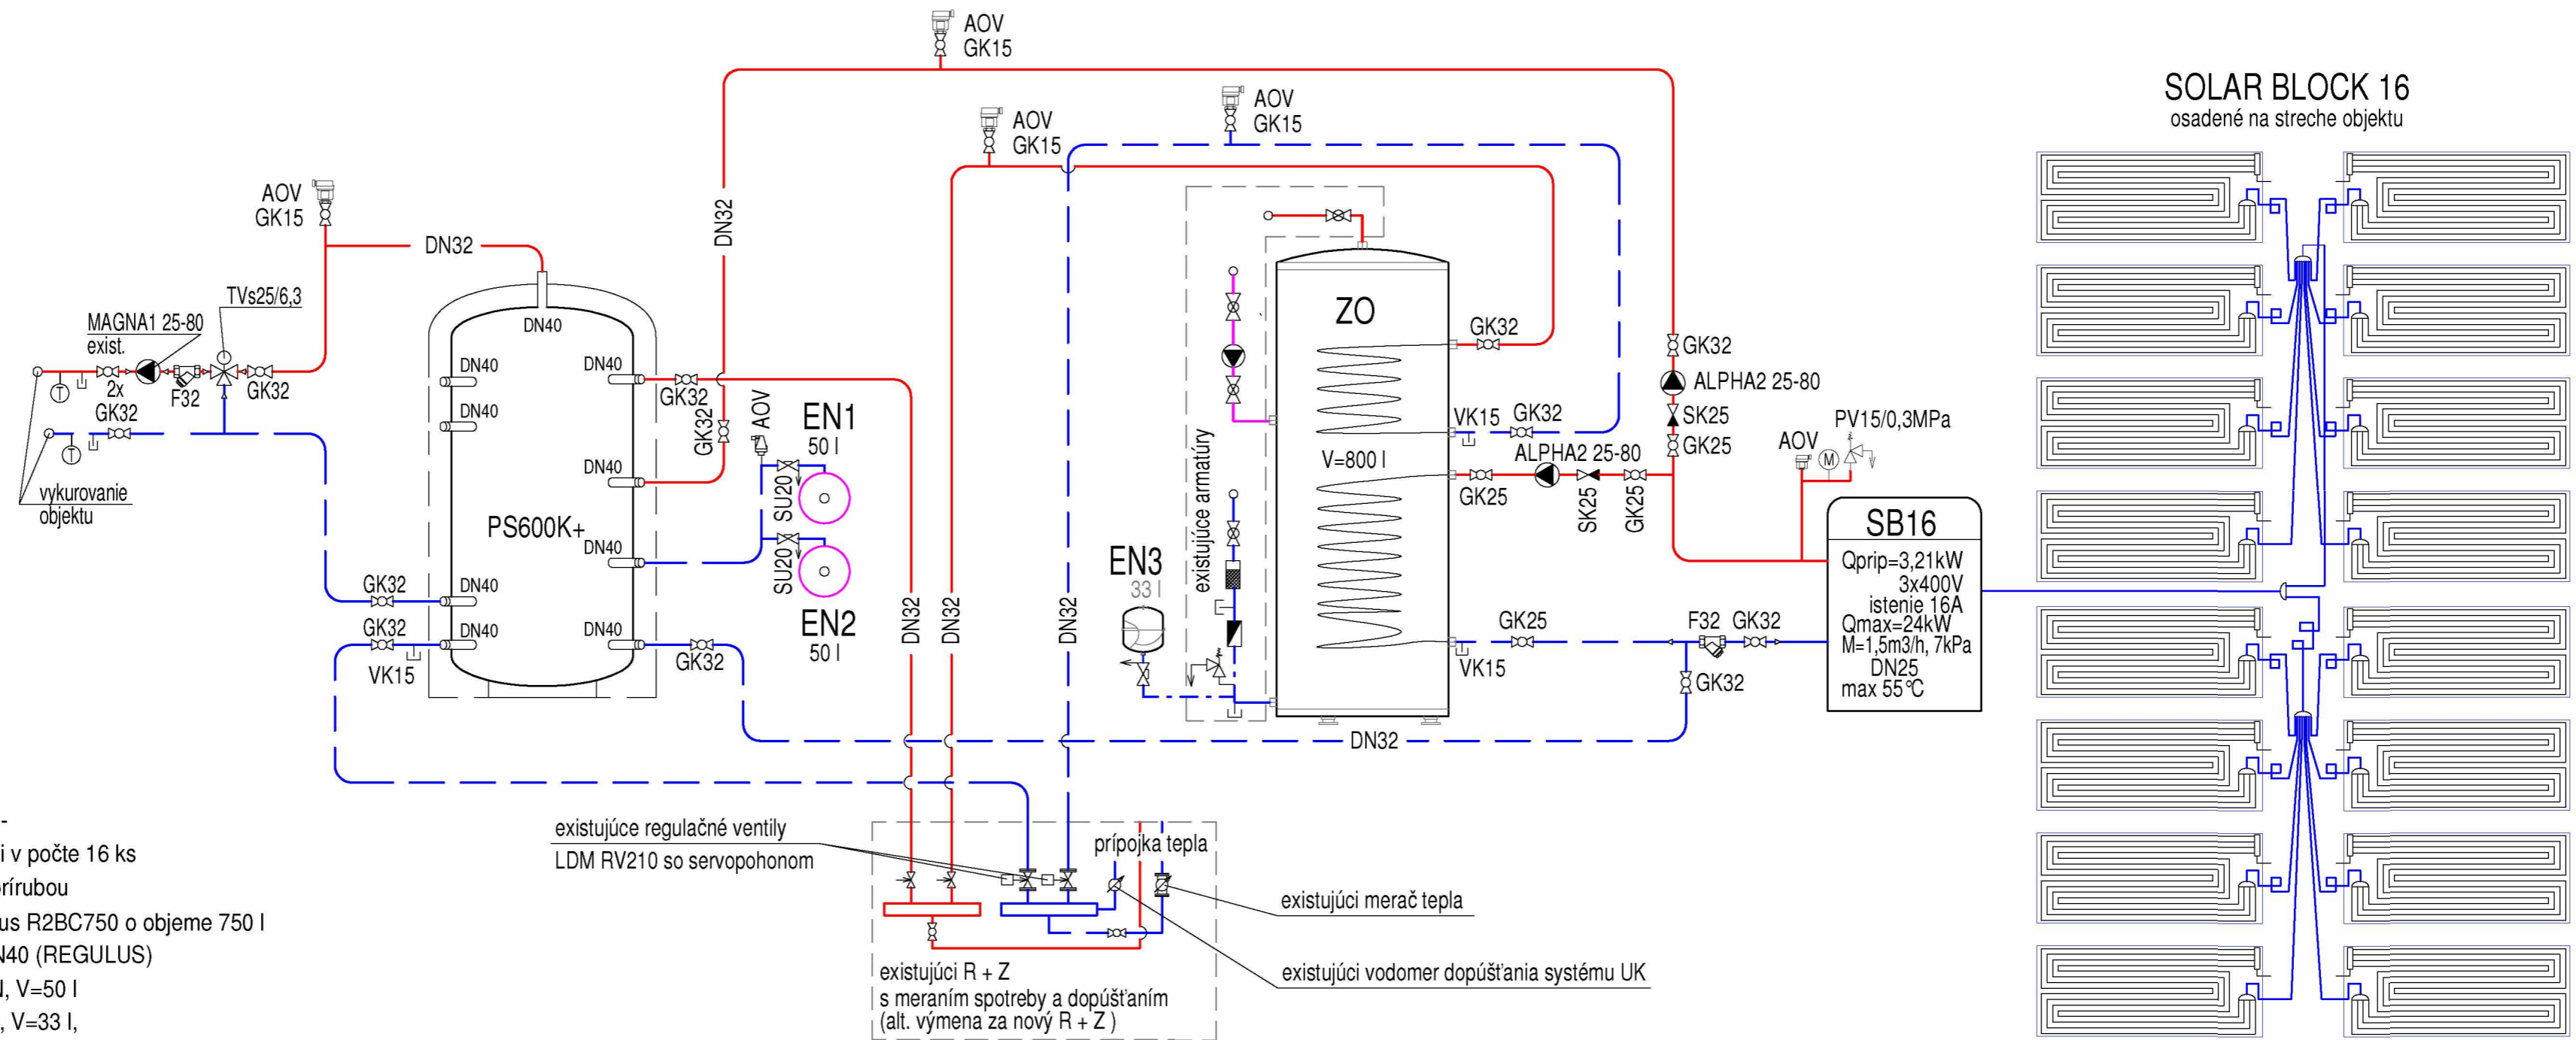 AOV
GK15
AOV
GK15
AOV
GK15
AOV
GK15
SOLAR BLOCK 16
osadené na streche objektu
DN32
DN32
TVs25/6,3
MAGNA1 25-80
exist.
2x
GK32
F32
GK32
vykurovanie
objektu
T
T
DN40
DN40
DN40
DN40
DN40
DN40
DN40
DN40
DN40
PS600K+
GK32
GK32
VK15
GK32
GK32
GK32
AOV
EN1
50 l
SU20
SU20
EN2
50 l
DN32
DN32
DN32
DN32
existujúce armatúry
EN3
33 l
ZO
V=800 l
GK32
VK15
GK32
ALPHA2 25-80
GK25
SK25
GK25
GK25
VK15
GK32
ALPHA2 25-80
SK25
GK25
AOV
M
PV15/0,3MPa
F32
GK32
GK32
SB16
Qprip=3,21kW
3x400V
istenie 16A
Qmax=24kW
M=1,5m3/h, 7kPa
DN25
max 55°C
existujúce regulačné ventily
LDM RV210 so servopohonom
prípojka tepla
existujúci merač tepla
existujúci vodomer dopúšťania systému UK
existujúci R + Z
s meraním spotreby a dopúšťaním
(alt. výmena za nový R + Z )
-
i v počte 16 ks
prírubou
us R2BC750 o objeme 750 l
N40 (REGULUS)
N, V=50 l
, V=33 l,